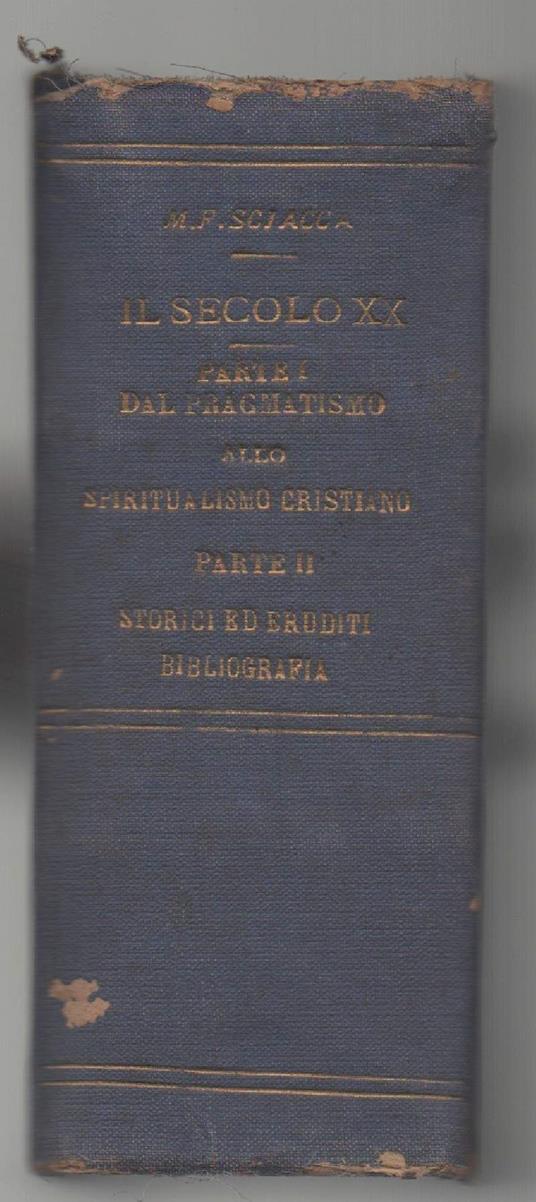 M.F. SCIACCA
IL SECOLO XX
PARTE I
DAL PRAGMATISMO
ALLO
SPIRITUALISMO CRISTIANO
PARTE II
STORICI ED ERUDITI
BIBLIOGRAFIA